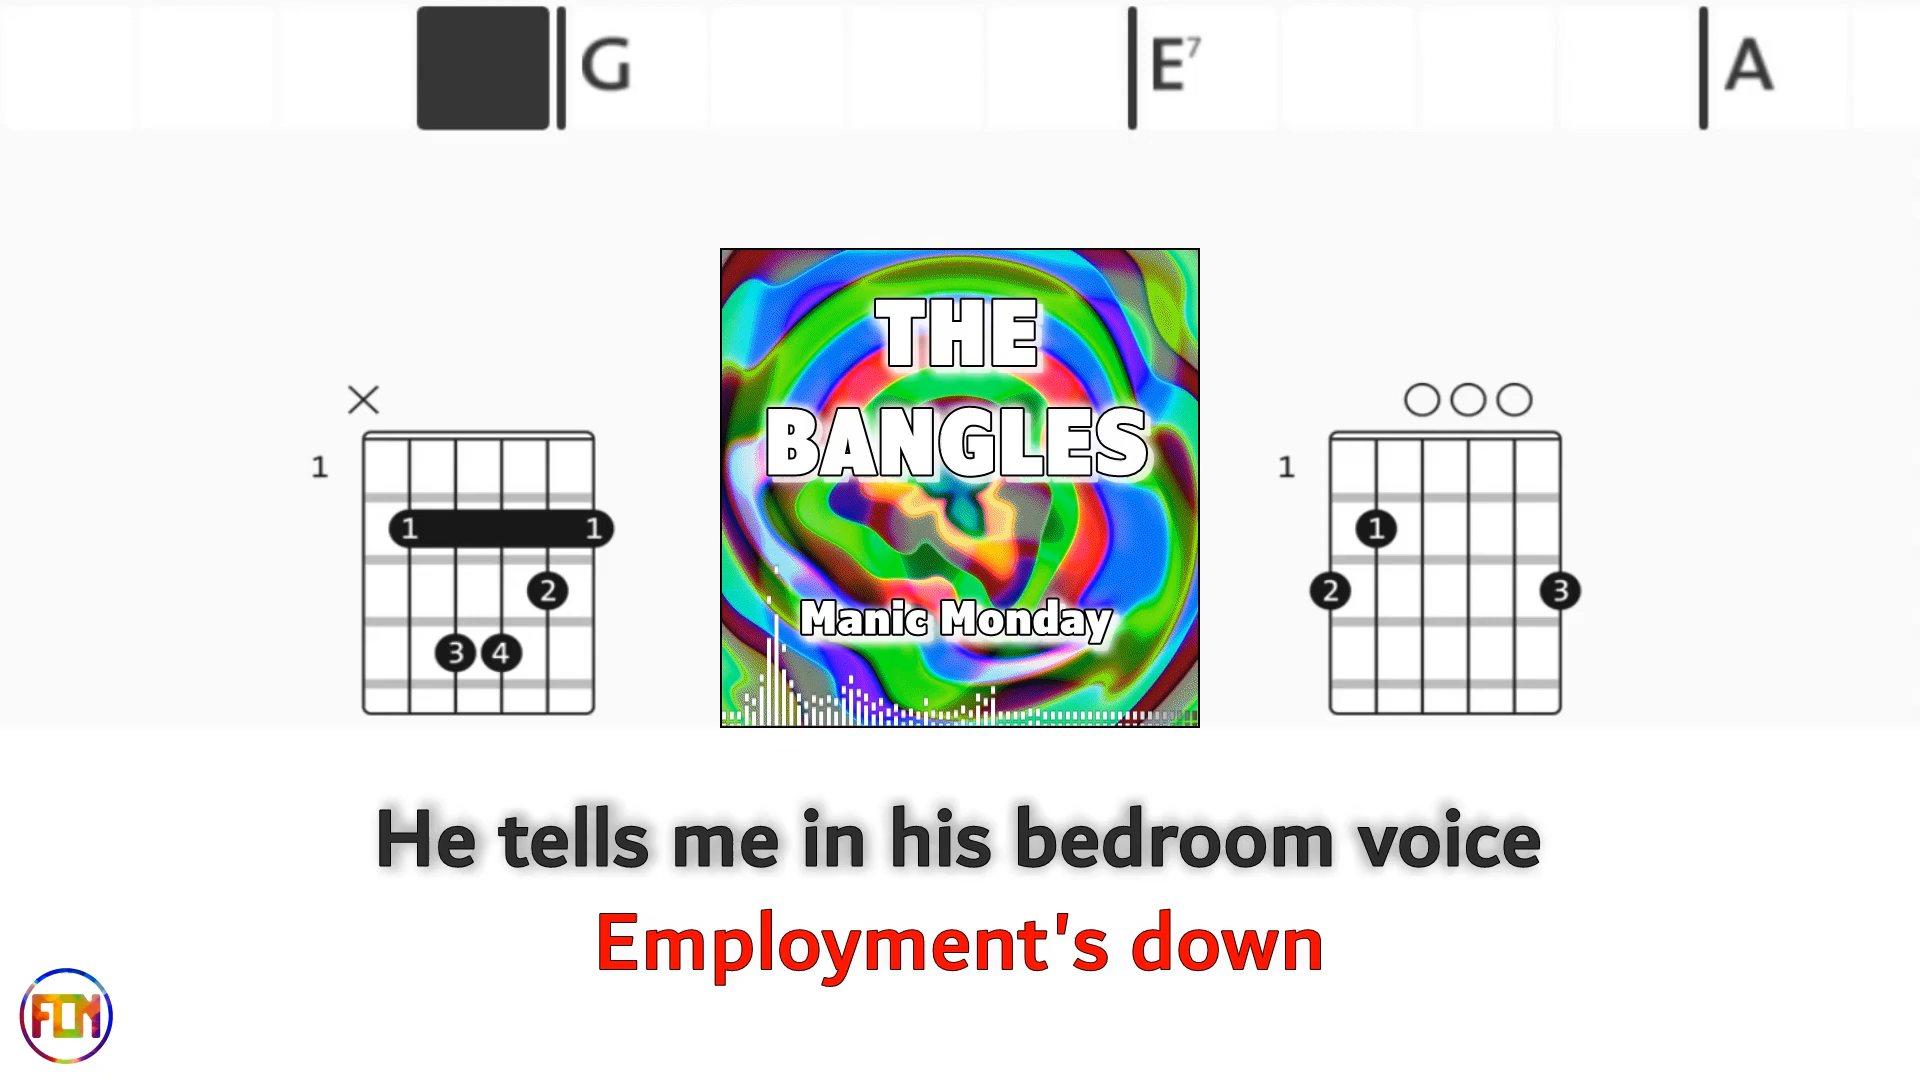 G E7 A
THE
BANGLES
Manic Monday
1 1 1 2 3 4
1 1 2 3
He tells me in his bedroom voice
Employment's down
FOM